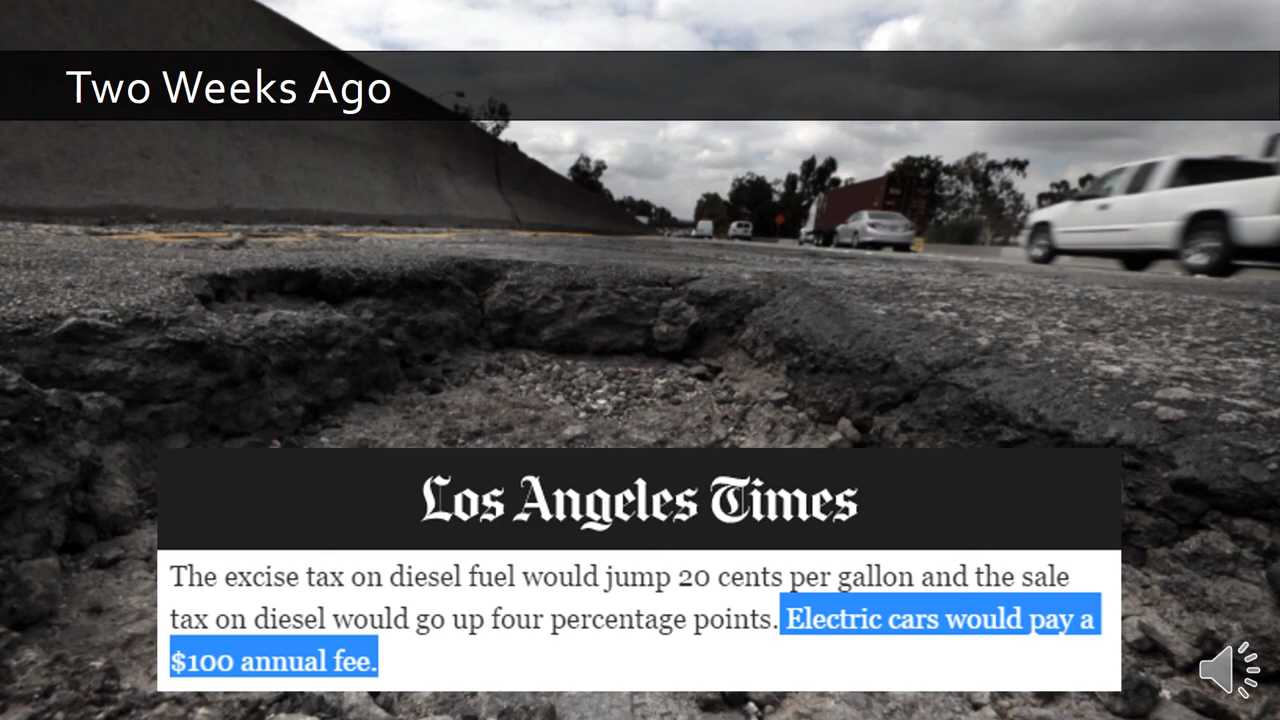 Two Weeks Ago
Los Angeles Times
The excise tax on diesel fuel would jump 20 cents per gallon and the sale
tax on diesel would go up four percentage points. Electric cars would pay a
$100 annual fee.